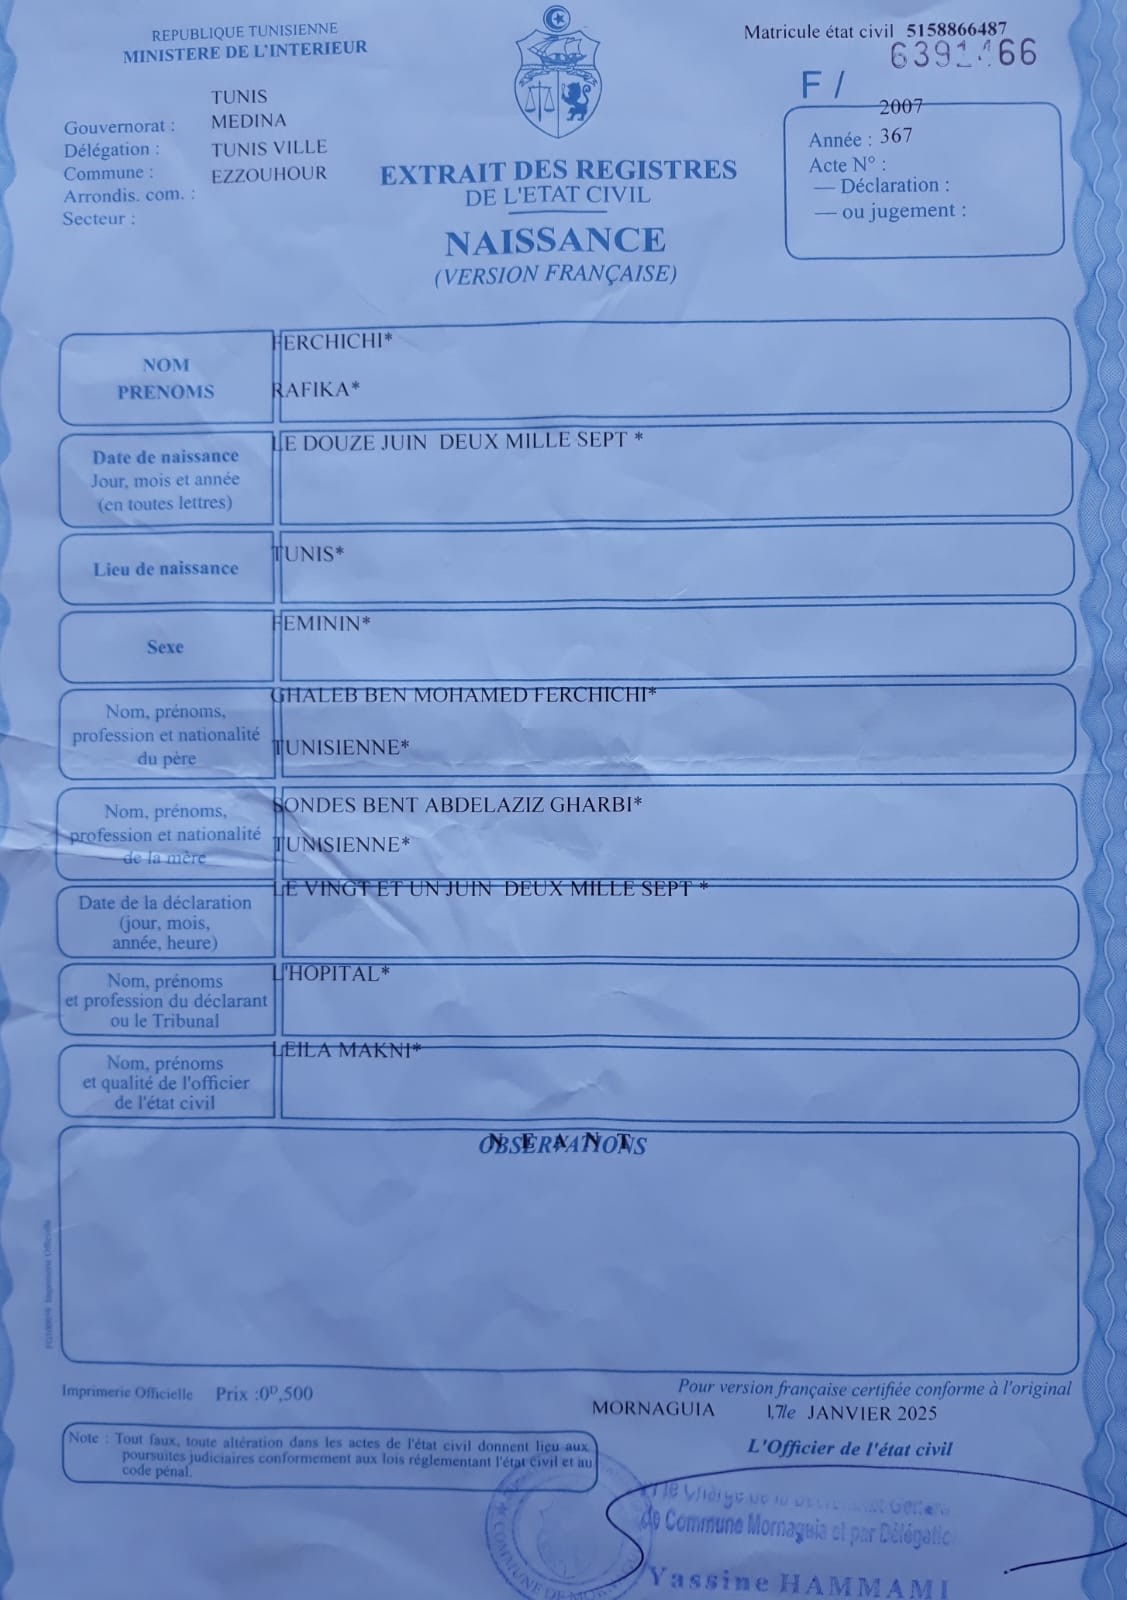 REPUBLIQUE TUNISIENNE
MINISTERE DE L'INTERIEUR
Matricule état civil 5158866487
F /
TUNIS
Gouvernorat : MEDINA
Délégation : TUNIS VILLE
Commune : EZZOUHOUR
Arrondis. com. :
Secteur :
EXTRAIT DES REGISTRES
DE L'ETAT CIVIL
NAISSANCE
(VERSION FRANÇAISE)
2007
Année : 367
Acte N° :
— Déclaration :
— ou jugement :
NOM
PRENOMS
FERCHICHI*
RAFIKA*
Date de naissance
Jour, mois et année
(en toutes lettres)
LE DOUZE JUIN DEUX MILLE SEPT *
Lieu de naissance
TUNIS*
Sexe
FEMININ*
Nom, prénoms,
profession et nationalité
du père
GHALEB BEN MOHAMED FERCHICHI*
TUNISIENNE*
Nom, prénoms,
profession et nationalité
de la mère
SONDES BENT ABDELAZIZ GHARBI*
TUNISIENNE*
Date de la déclaration
(jour, mois,
année, heure)
LE VINGT ET UN JUIN DEUX MILLE SEPT *
Nom, prénoms
et profession du déclarant
ou le Tribunal
L'HOPITAL*
Nom, prénoms
et qualité de l'officier
de l'état civil
LEILA MAKNI*
OBSERVATIONS
N E A N T
Imprimerie Officielle
Imprimerie Officielle Prix :0ᴰ,500
Pour version française certifiée conforme à l'original
MORNAGUIA le JANVIER 2025
L'Officier de l'état civil
Note : Tout faux, toute altération dans les actes de l'état civil donnent lieu aux
poursuites judiciaires conformement aux lois réglementant l'état civil et au
code pénal.
de Commune Mornaguia et par
Yassine HAMMAMI
COMMUNE DE